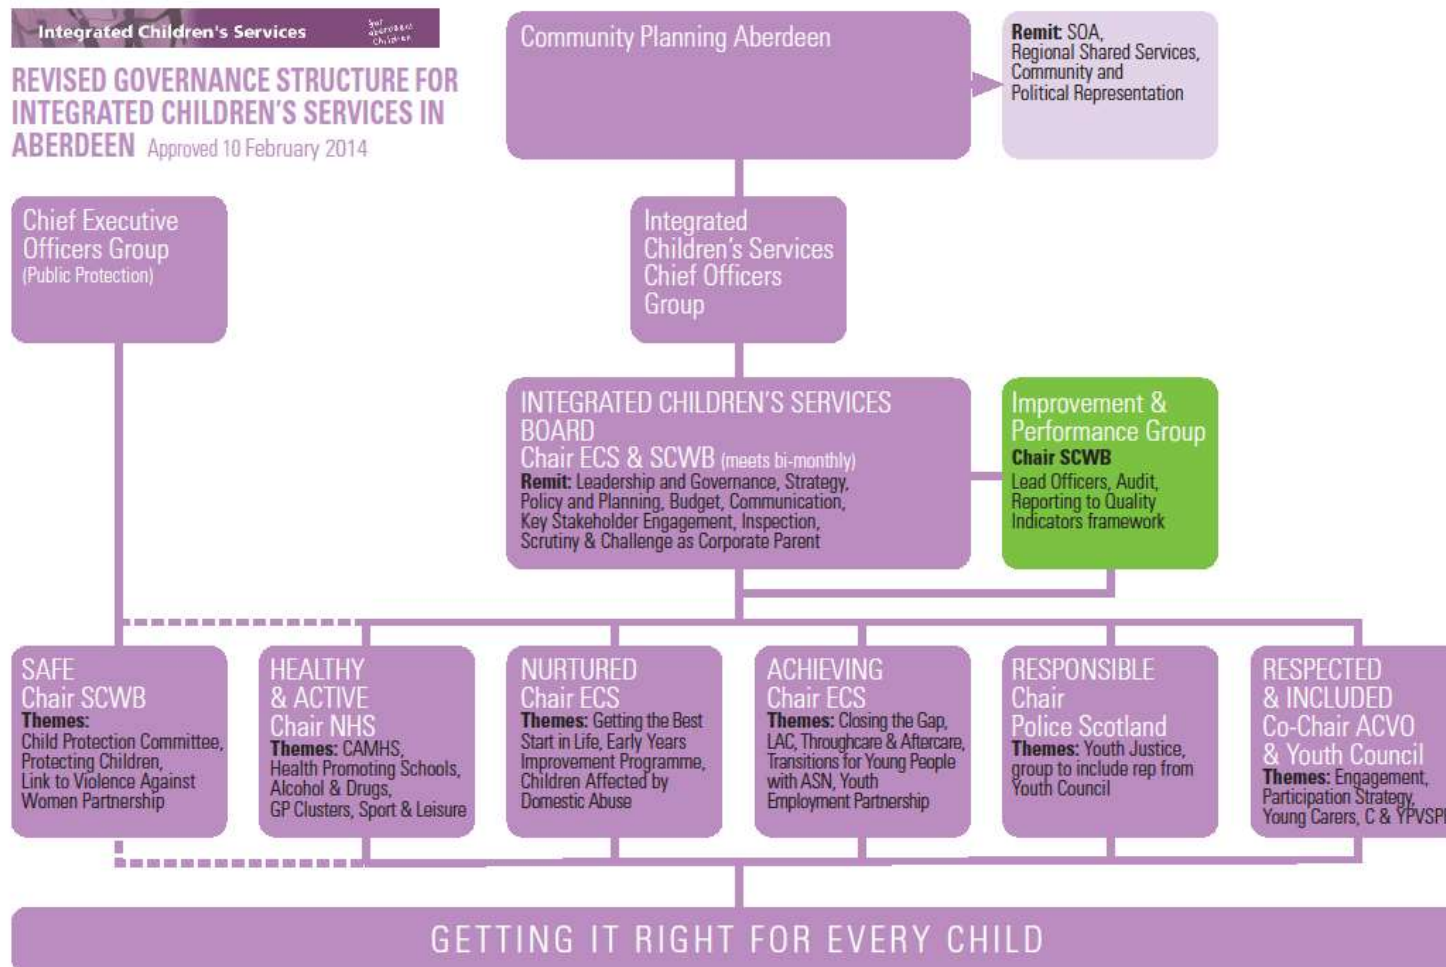 Integrated Children's Services
REVISED GOVERNANCE STRUCTURE FOR
INTEGRATED CHILDREN'S SERVICES IN
ABERDEEN Approved 10 February 2014
Community Planning Aberdeen
Remit: SOA,
Regional Shared Services,
Community and
Political Representation
Chief Executive
Officers Group
(Public Protection)
Integrated
Children's Services
Chief Officers
Group
INTEGRATED CHILDREN'S SERVICES
BOARD
Chair ECS & SCWB (meets bi-monthly)
Remit: Leadership and Governance, Strategy,
Policy and Planning, Budget, Communication,
Key Stakeholder Engagement, Inspection,
Scrutiny & Challenge as Corporate Parent
Improvement &
Performance Group
Chair SCWB
Lead Officers, Audit,
Reporting to Quality
Indicators framework
SAFE
Chair SCWB
Themes:
Child Protection Committee,
Protecting Children,
Link to Violence Against
Women Partnership
HEALTHY
& ACTIVE
Chair NHS
Themes: CAMHS,
Health Promoting Schools,
Alcohol & Drugs,
GP Clusters, Sport & Leisure
NURTURED
Chair ECS
Themes: Getting the Best
Start in Life, Early Years
Improvement Programme,
Children Affected by
Domestic Abuse
ACHIEVING
Chair ECS
Themes: Closing the Gap,
LAC, Throughcare & Aftercare,
Transitions for Young People
with ASN, Youth
Employment Partnership
RESPONSIBLE
Chair
Police Scotland
Themes: Youth Justice,
group to include rep from
Youth Council
RESPECTED
& INCLUDED
Co-Chair ACVO
& Youth Council
Themes: Engagement,
Participation Strategy,
Young Carers, C &
GETTING IT RIGHT FOR EVERY CHILD